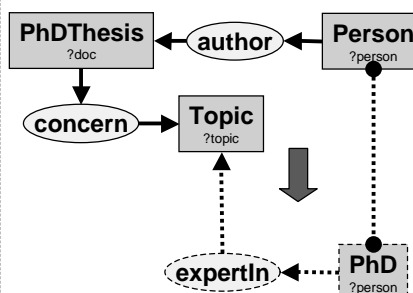 PhDThesis
?doc
author
Person
?person
concern
Topic
?topic
expertIn
PhD
?person